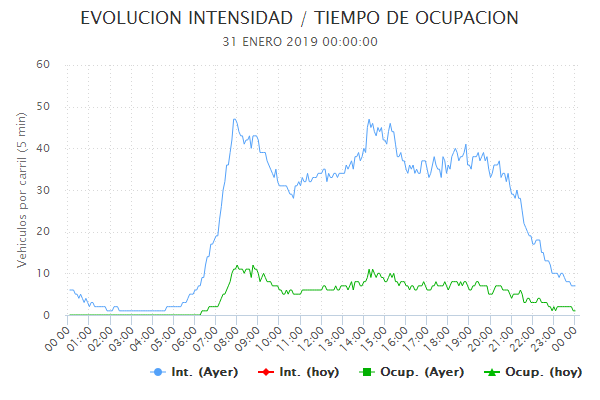 EVOLUCION INTENSIDAD / TIEMPO DE OCUPACION
31 ENERO 2019 00:00:00
Vehiculos por carril (5 min)
60
50
40
30
20
10
0
00:00 01:00 02:00 03:00 04:00 05:00 06:00 07:00 08:00 09:00 10:00 11:00 12:00 13:00 14:00 15:00 16:00 17:00 18:00 19:00 20:00 21:00 22:00 23:00 00:00
Int. (Ayer) Int. (hoy) Ocup. (Ayer) Ocup. (hoy)